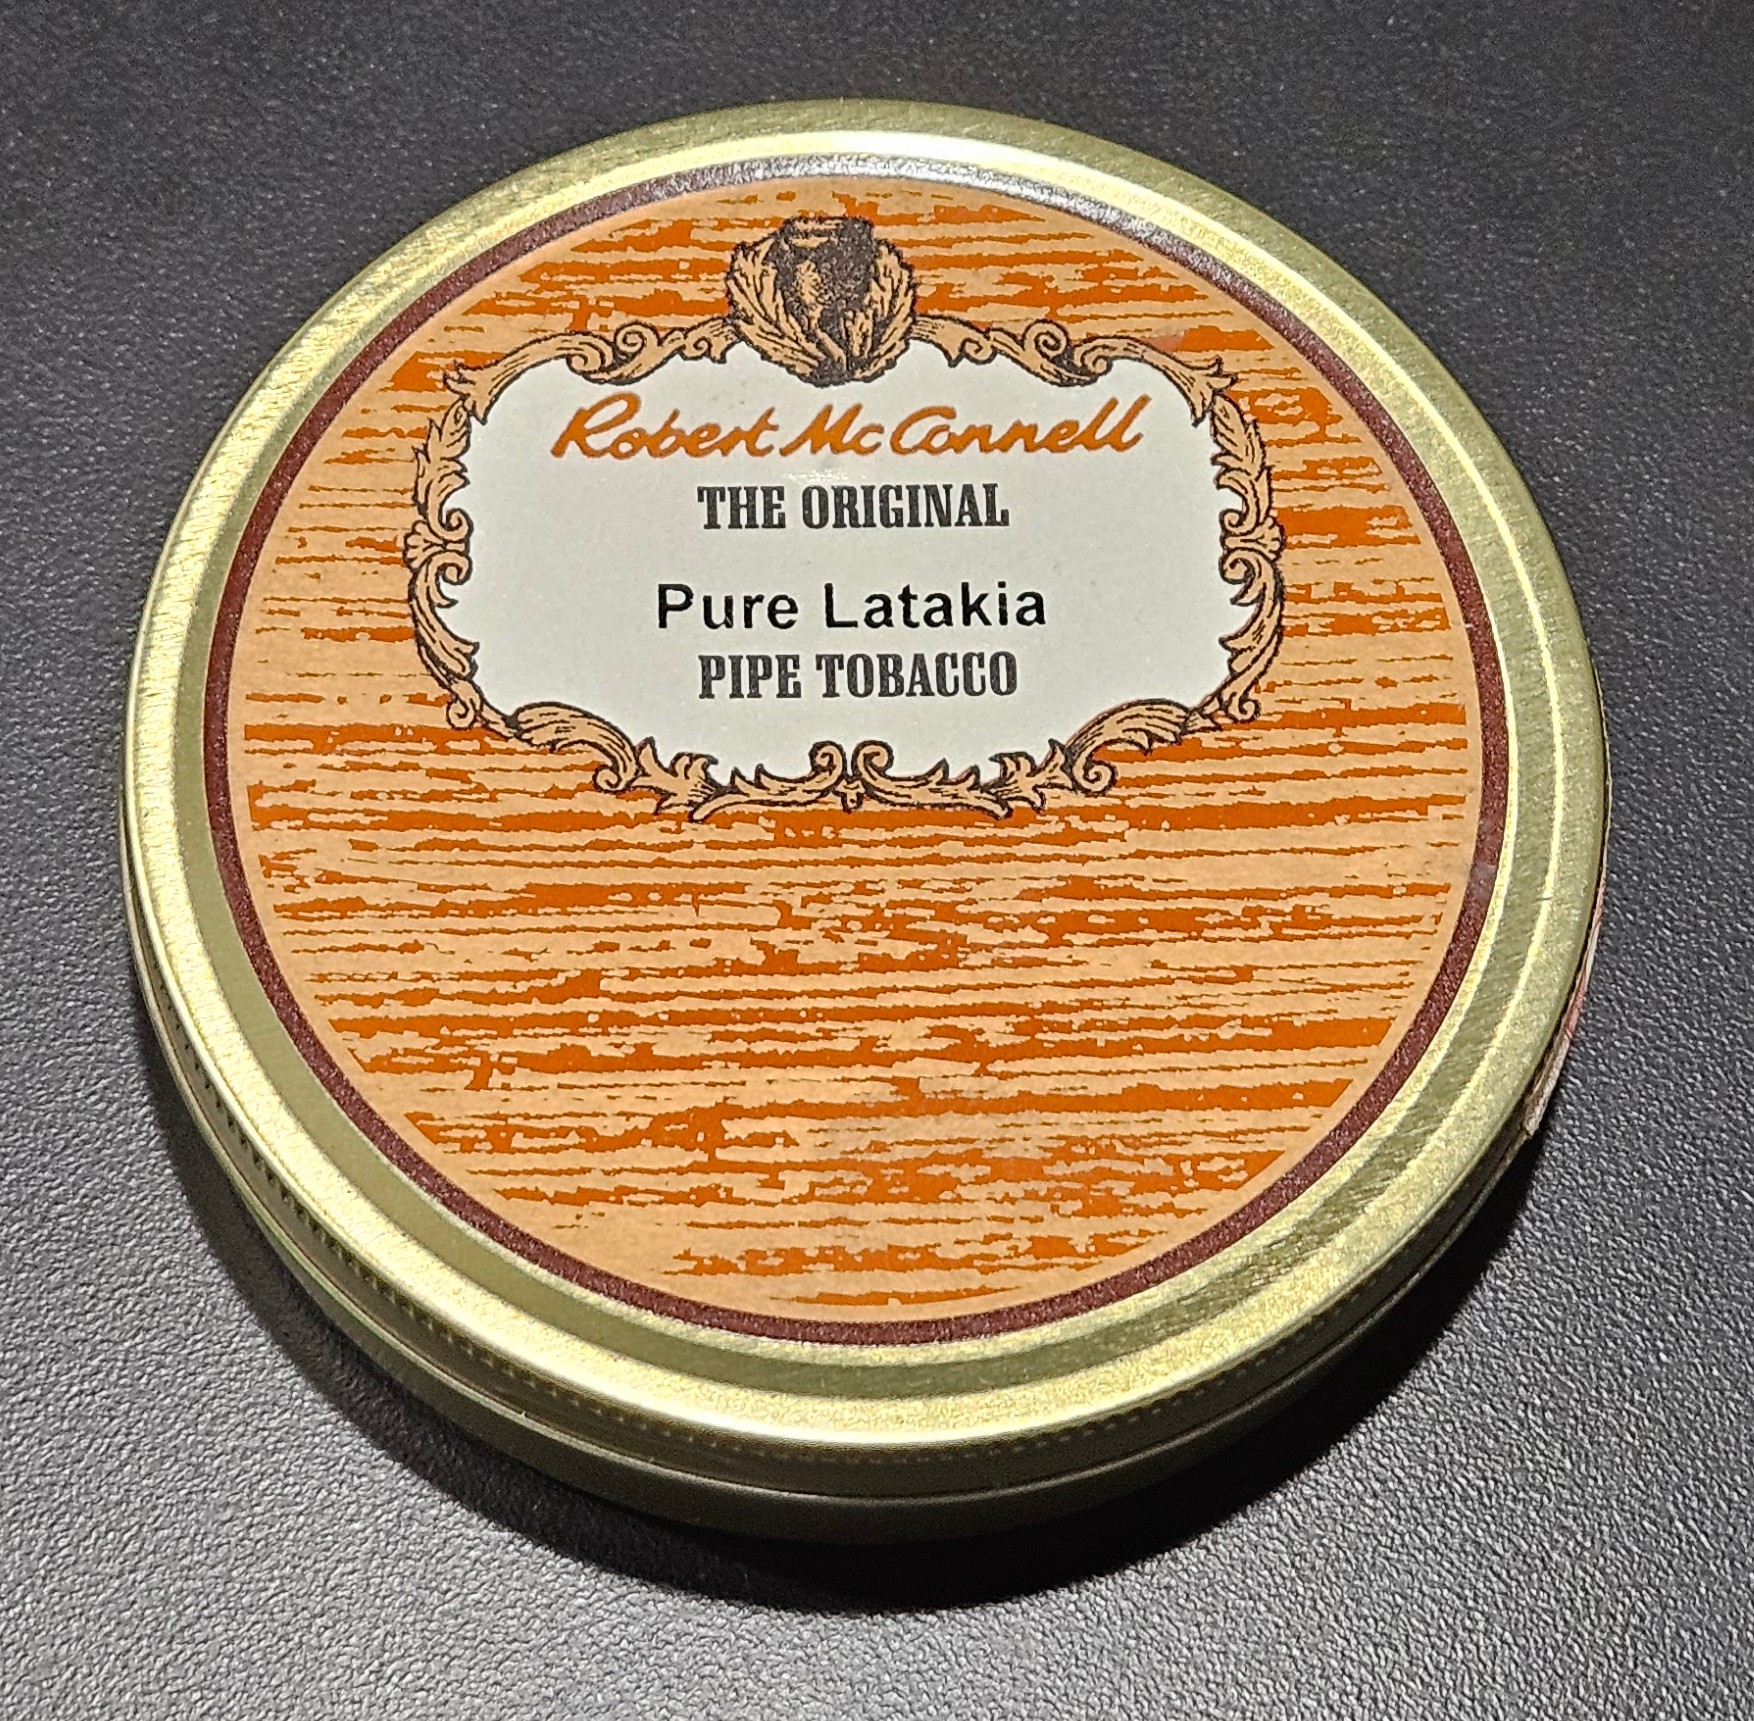 Robert McConnell
THE ORIGINAL
Pure Latakia
PIPE TOBACCO